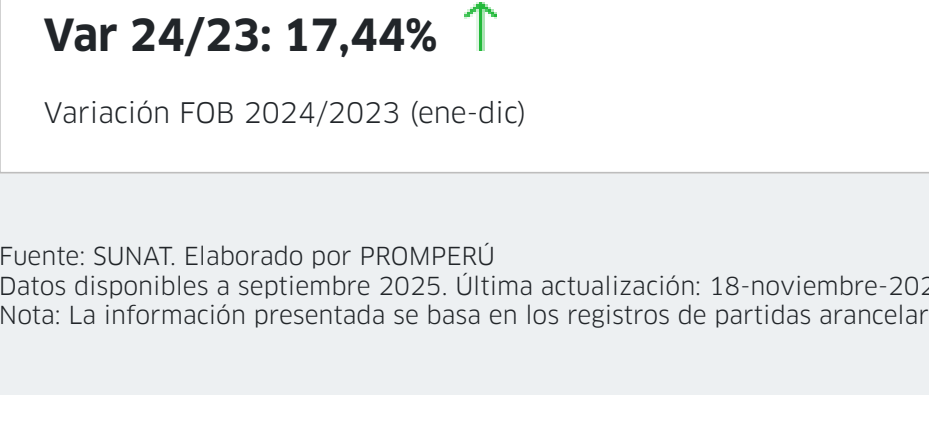 Var 24/23: 17,44%
Variación FOB 2024/2023 (ene-dic)
Fuente: SUNAT. Elaborado por PROMPERÚ
Datos disponibles a septiembre 2025. Última actualización: 18-noviembre-202
Nota: La información presentada se basa en los registros de partidas arancelar